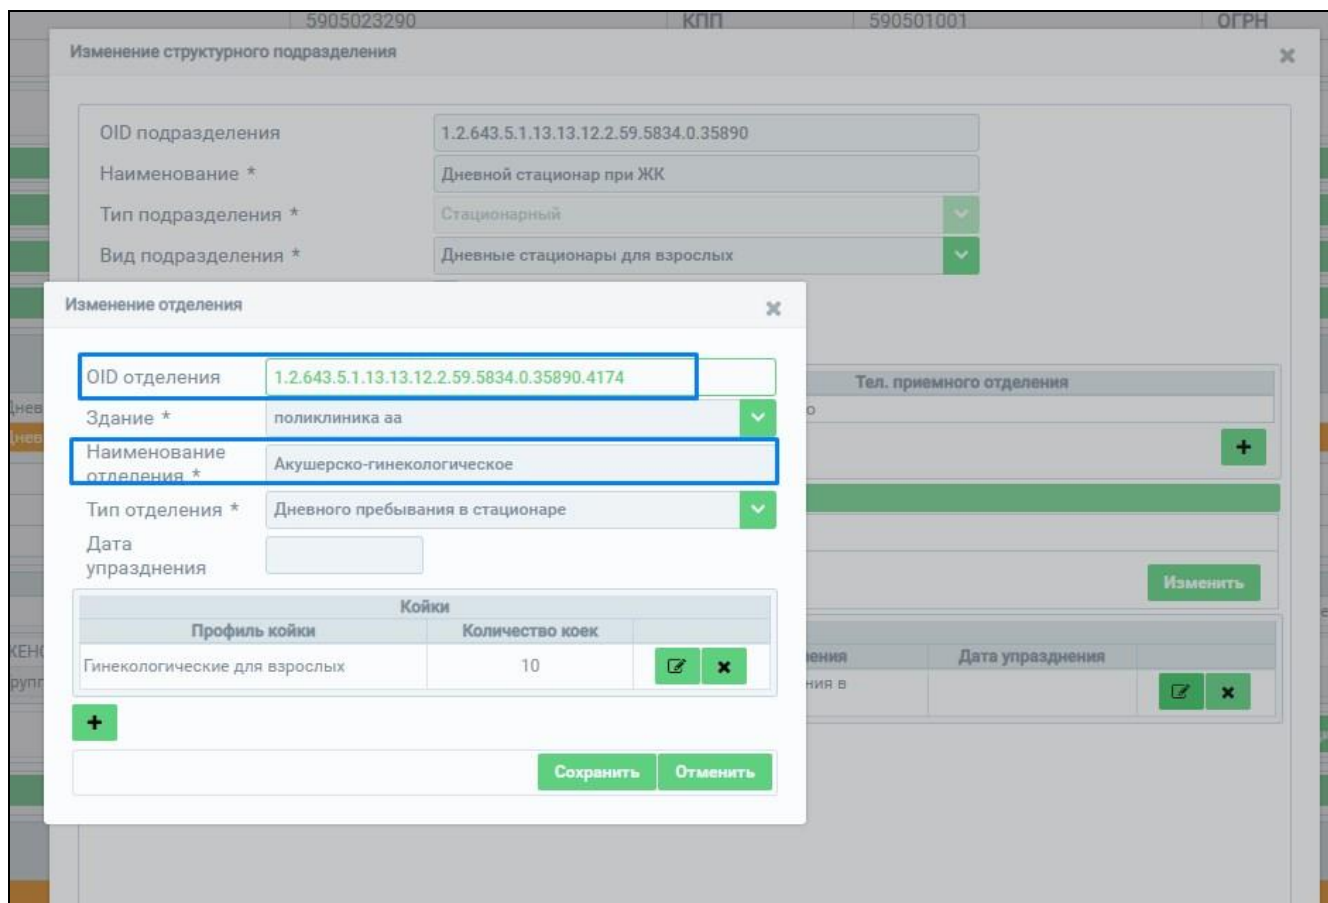 5905023290 КПП 590501001 ОГРН
Изменение структурного подразделения
OID подразделения 1.2.643.5.1.13.13.12.2.59.5834.0.35890
Наименование * Дневной стационар при ЖК
Тип подразделения * Стационарный
Вид подразделения * Дневные стационары для взрослых
Изменение отделения
OID отделения 1.2.643.5.1.13.13.12.2.59.5834.0.35890.4174
Здание * поликлиника аа
Наименование
отделения * Акушерско-гинекологическое
Тип отделения * Дневного пребывания в стационаре
Дата
упразднения
Койки
Профиль койки Количество коек
Гинекологические для взрослых 10
Сохранить Отменить
Тел. приемного отделения
Изменить
Дата упразднения